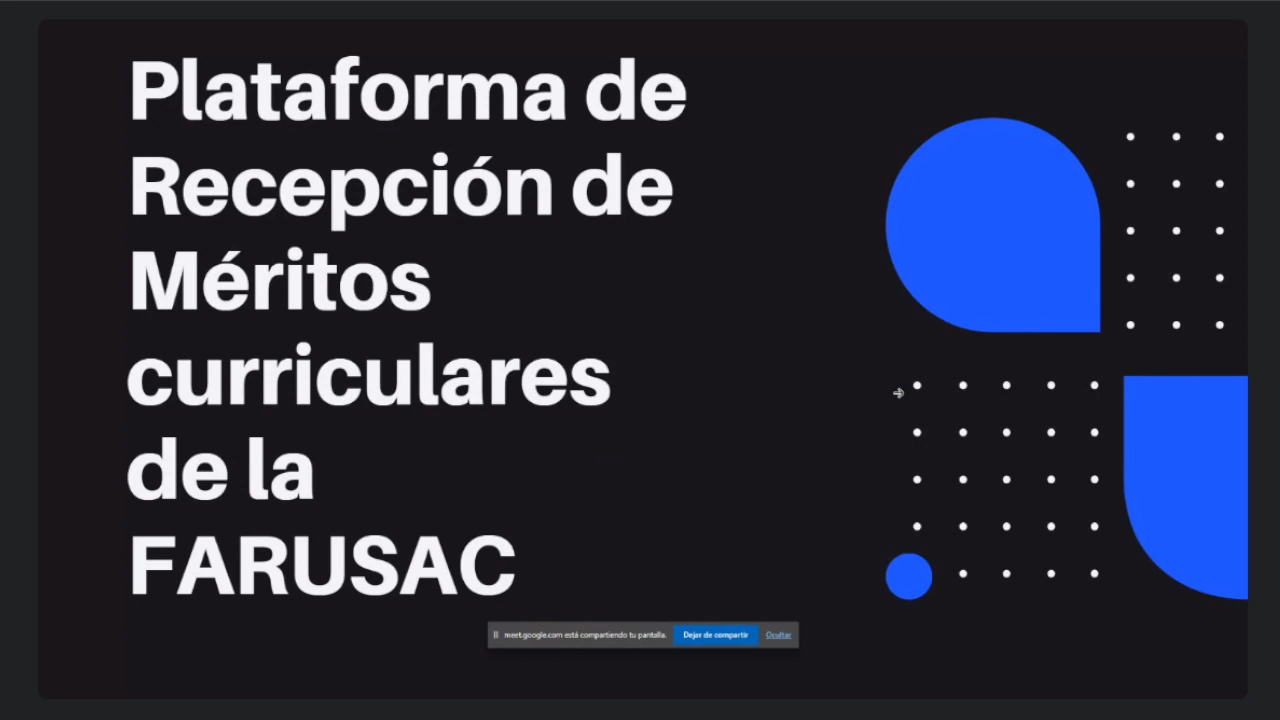 Plataforma de
Recepción de
Méritos
curriculares
de la
FARUSAC
meet.google.com está compartiendo tu pantalla. Dejar de compartir Ocultar